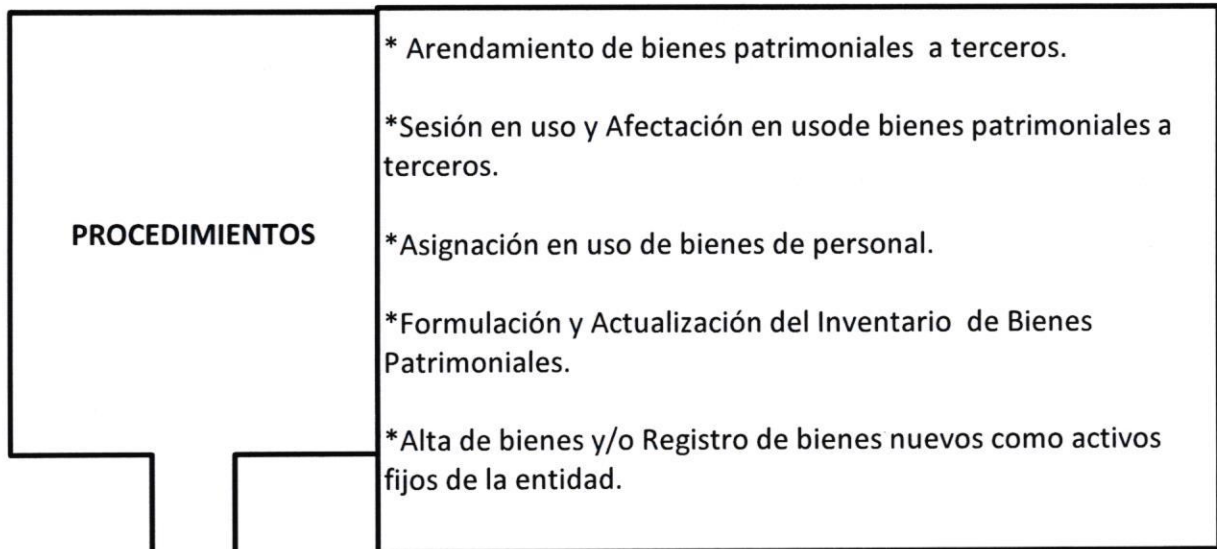 PROCEDIMIENTOS
* Arrendamiento de bienes patrimoniales a terceros.
*Sesión en uso y Afectación en usode bienes patrimoniales a
terceros.
*Asignación en uso de bienes de personal.
*Formulación y Actualización del Inventario de Bienes
Patrimoniales.
*Alta de bienes y/o Registro de bienes nuevos como activos
fijos de la entidad.